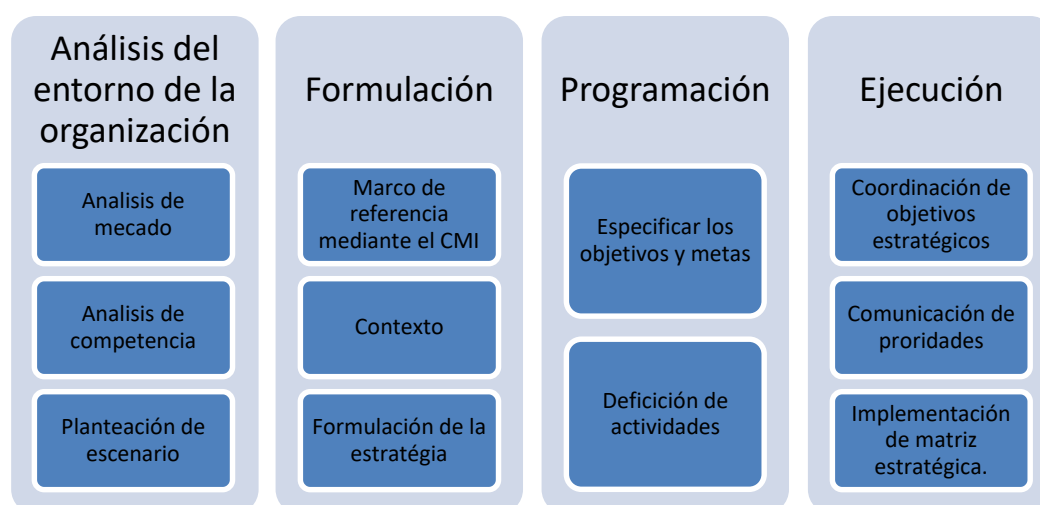 Análisis del
entorno de la
organización
Analisis de
mecado
Analisis de
competencia
Planteación de
escenario
Formulación
Marco de
referencia
mediante el CMI
Contexto
Formulación de la
estratégia
Programación
Especificar los
objetivos y metas
Deficición de
actividades
Ejecución
Coordinación de
objetivos
estratégicos
Comunicación de
proridades
Implementación
de matriz
estratégica.